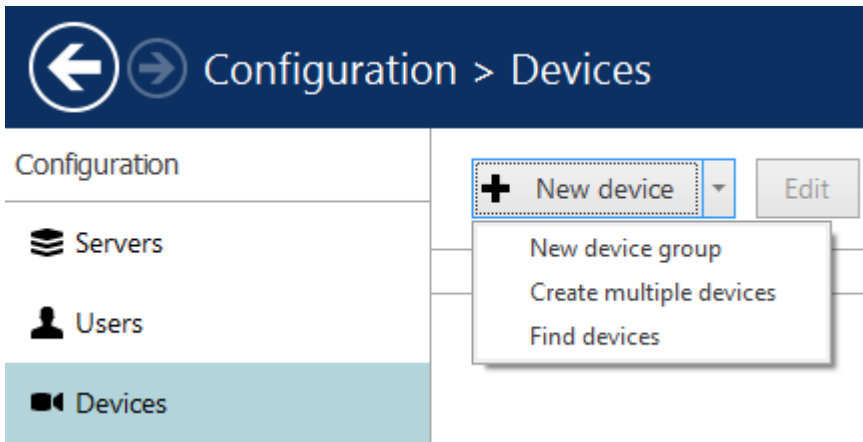 Configuration > Devices
Configuration
New device
Edit
Servers
New device group
Create multiple devices
Find devices
Users
Devices